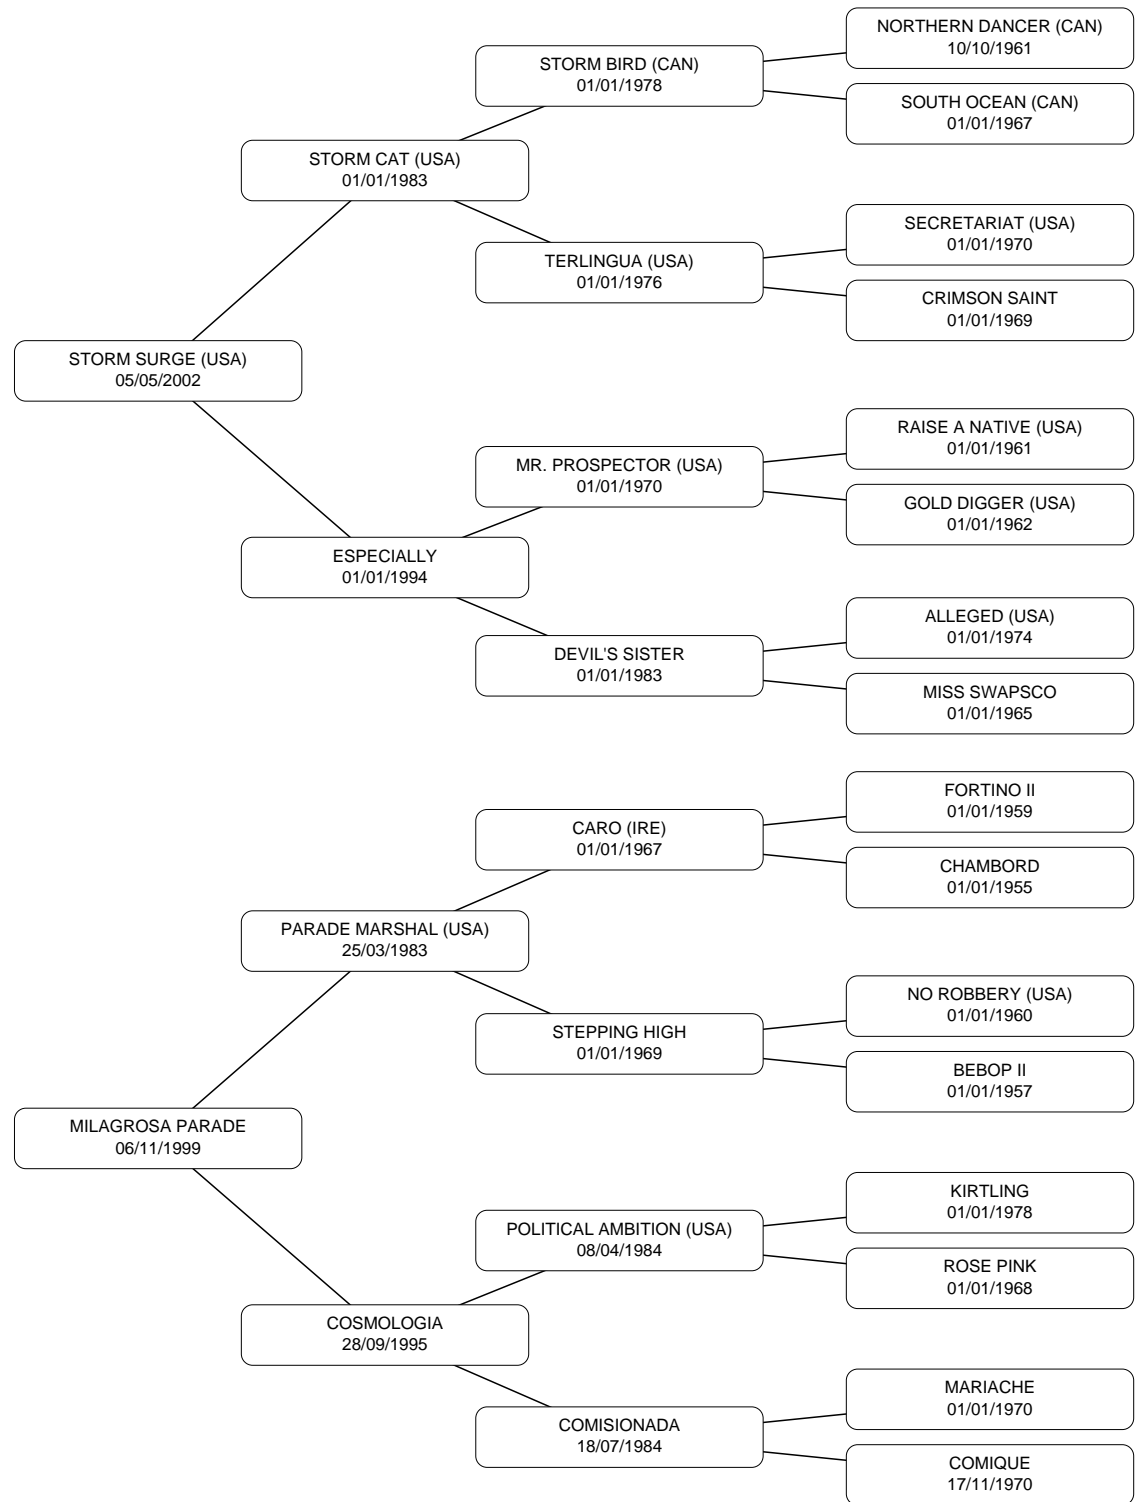 NORTHERN DANCER (CAN)
10/10/1961
STORM BIRD (CAN)
01/01/1978
SOUTH OCEAN (CAN)
01/01/1967
STORM CAT (USA)
01/01/1983
SECRETARIAT (USA)
01/01/1970
TERLINGUA (USA)
01/01/1976
CRIMSON SAINT
01/01/1969
STORM SURGE (USA)
05/05/2002
RAISE A NATIVE (USA)
01/01/1961
MR. PROSPECTOR (USA)
01/01/1970
GOLD DIGGER (USA)
01/01/1962
ESPECIALLY
01/01/1994
ALLEGED (USA)
01/01/1974
DEVIL'S SISTER
01/01/1983
MISS SWAPSCO
01/01/1965
FORTINO II
01/01/1959
CARO (IRE)
01/01/1967
CHAMBORD
01/01/1955
PARADE MARSHAL (USA)
25/03/1983
NO ROBBERY (USA)
01/01/1960
STEPPING HIGH
01/01/1969
BEBOP II
01/01/1957
MILAGROSA PARADE
06/11/1999
KIRTLING
01/01/1978
POLITICAL AMBITION (USA)
08/04/1984
ROSE PINK
01/01/1968
COSMOLOGIA
28/09/1995
MARIACHE
01/01/1970
COMISIONADA
18/07/1984
COMIQUE
17/11/1970